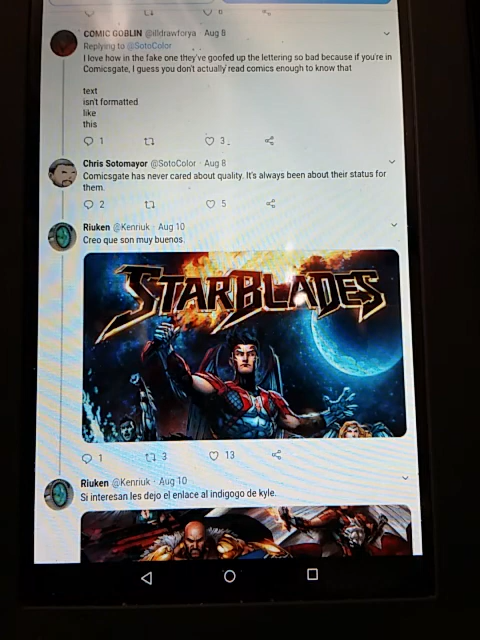 COMIC GOBLIN @illdrawforya · Aug 8
Replying to @SotoColor
I love how in the fake one they've goofed up the lettering so bad because if you're in
Comicsgate, I guess you don't actually read comics enough to know that
text
isn't formatted
like
this
1 3
Chris Sotomayor @SotoColor · Aug 8
Comicsgate has never cared about quality. It's always been about their status for
them.
2 5
Riuken @Kenriuk · Aug 10
Creo que son muy buenos.
STARBLADES
1 3 13
Riuken @Kenriuk · Aug 10
Si interesan les dejo el enlace al indigogo de kyle.